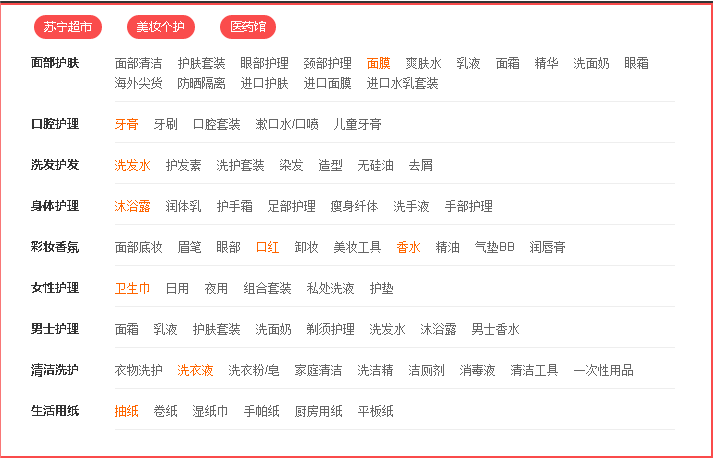 苏宁超市 美妆个护 医药馆
面部护肤 面部清洁 护肤套装 眼部护理 颈部护理 面膜 爽肤水 乳液 面霜 精华 洗面奶 眼霜
海外尖货 防晒隔离 进口护肤 进口面膜 进口水乳套装
口腔护理 牙膏 牙刷 口腔套装 漱口水/口喷 儿童牙膏
洗发护发 洗发水 护发素 洗护套装 染发 造型 无硅油 去屑
身体护理 沐浴露 润体乳 护手霜 足部护理 瘦身纤体 洗手液 手部护理
彩妆香氛 面部底妆 眉笔 眼部 口红 卸妆 美妆工具 香水 精油 气垫BB 润唇膏
女性护理 卫生巾 日用 夜用 组合套装 私处洗液 护垫
男士护理 面霜 乳液 护肤套装 洗面奶 剃须护理 洗发水 沐浴露 男士香水
清洁洗护 衣物洗护 洗衣液 洗衣粉/皂 家庭清洁 洗洁精 洁厕剂 消毒液 清洁工具 一次性用品
生活用纸 抽纸 卷纸 湿纸巾 手帕纸 厨房用纸 平板纸